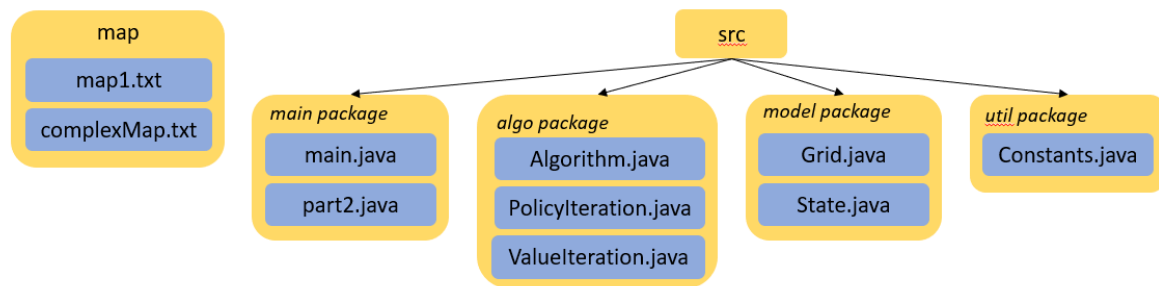 map
map1.txt
complexMap.txt
src
main package
main.java
part2.java
algo package
Algorithm.java
PolicyIteration.java
ValueIteration.java
model package
Grid.java
State.java
util package
Constants.java